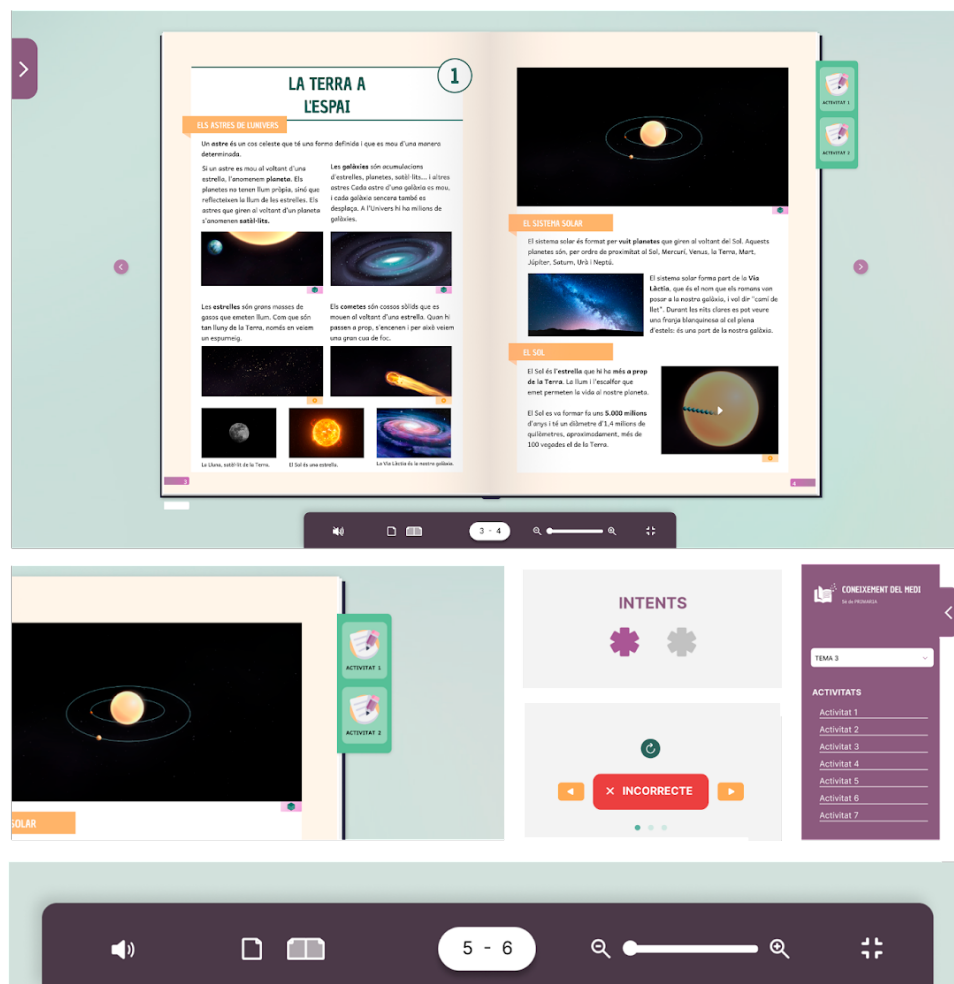 LA TERRA A
L'ESPAI
1
ELS ASTRES DE L'UNIVERS
Un astre és un cos celeste que té una forma definida i que es mou d'una manera
determinada.
Si un astre es mou al voltant d'una
estrella, l'anomenem planeta. Els
planetes no tenen llum pròpia, sinó que
reflecteixen la llum de les estrelles. Els
astres que giren al voltant d'un planeta
s'anomenen satèl·lits.
Les galàxies són acumulacions
d'estrelles, planetes, satèl·lits... i altres
astres Cada astre d'una galàxia es mou,
i cada galàxia sencera també es
desplaça. A l'Univers hi ha milions de
galàxies.
Les estrelles són grans masses de
gasos que emeten llum. Com que són
tan lluny de la Terra, només en veiem
un espurneig.
Els cometes són cossos sòlids que es
mouen al voltant d'una estrella. Quan hi
passen a prop, s'encenen i per això veiem
una gran cua de foc.
La Lluna, satèl·lit de la Terra.
El Sol és una estrella.
La Via Làctia és la nostra galàxia.
3
EL SISTEMA SOLAR
El sistema solar és format per vuit planetes que giren al voltant del Sol. Aquests
planetes són, per ordre de proximitat al Sol, Mercuri, Venus, la Terra, Mart,
Júpiter, Saturn, Urà i Neptú.
El sistema solar forma part de la Via
Làctia, que és el nom que els romans van
posar a la nostra galàxia, i vol dir "camí de
llet". Durant les nits clares es pot veure
una franja blanquinosa al cel plena
d'estels: és una part de la nostra galàxia.
EL SOL
El Sol és l'estrella que hi ha més a prop
de la Terra. La llum i l'escalfor que
emet permeten la vida al nostre planeta.
El Sol es va formar fa uns 5.000 milions
d'anys i té un diàmetre d'1,4 milions de
quilòmetres, aproximadament, més de
100 vegades el de la Terra.
4
ACTIVITAT 1
ACTIVITAT 2
3 - 4
SOLAR
ACTIVITAT 1
ACTIVITAT 2
INTENTS
INCORRECTE
CONEIXEMENT DEL MEDI
5è de PRIMÀRIA
TEMA 3
ACTIVITATS
Activitat 1
Activitat 2
Activitat 3
Activitat 4
Activitat 5
Activitat 6
Activitat 7
5 - 6